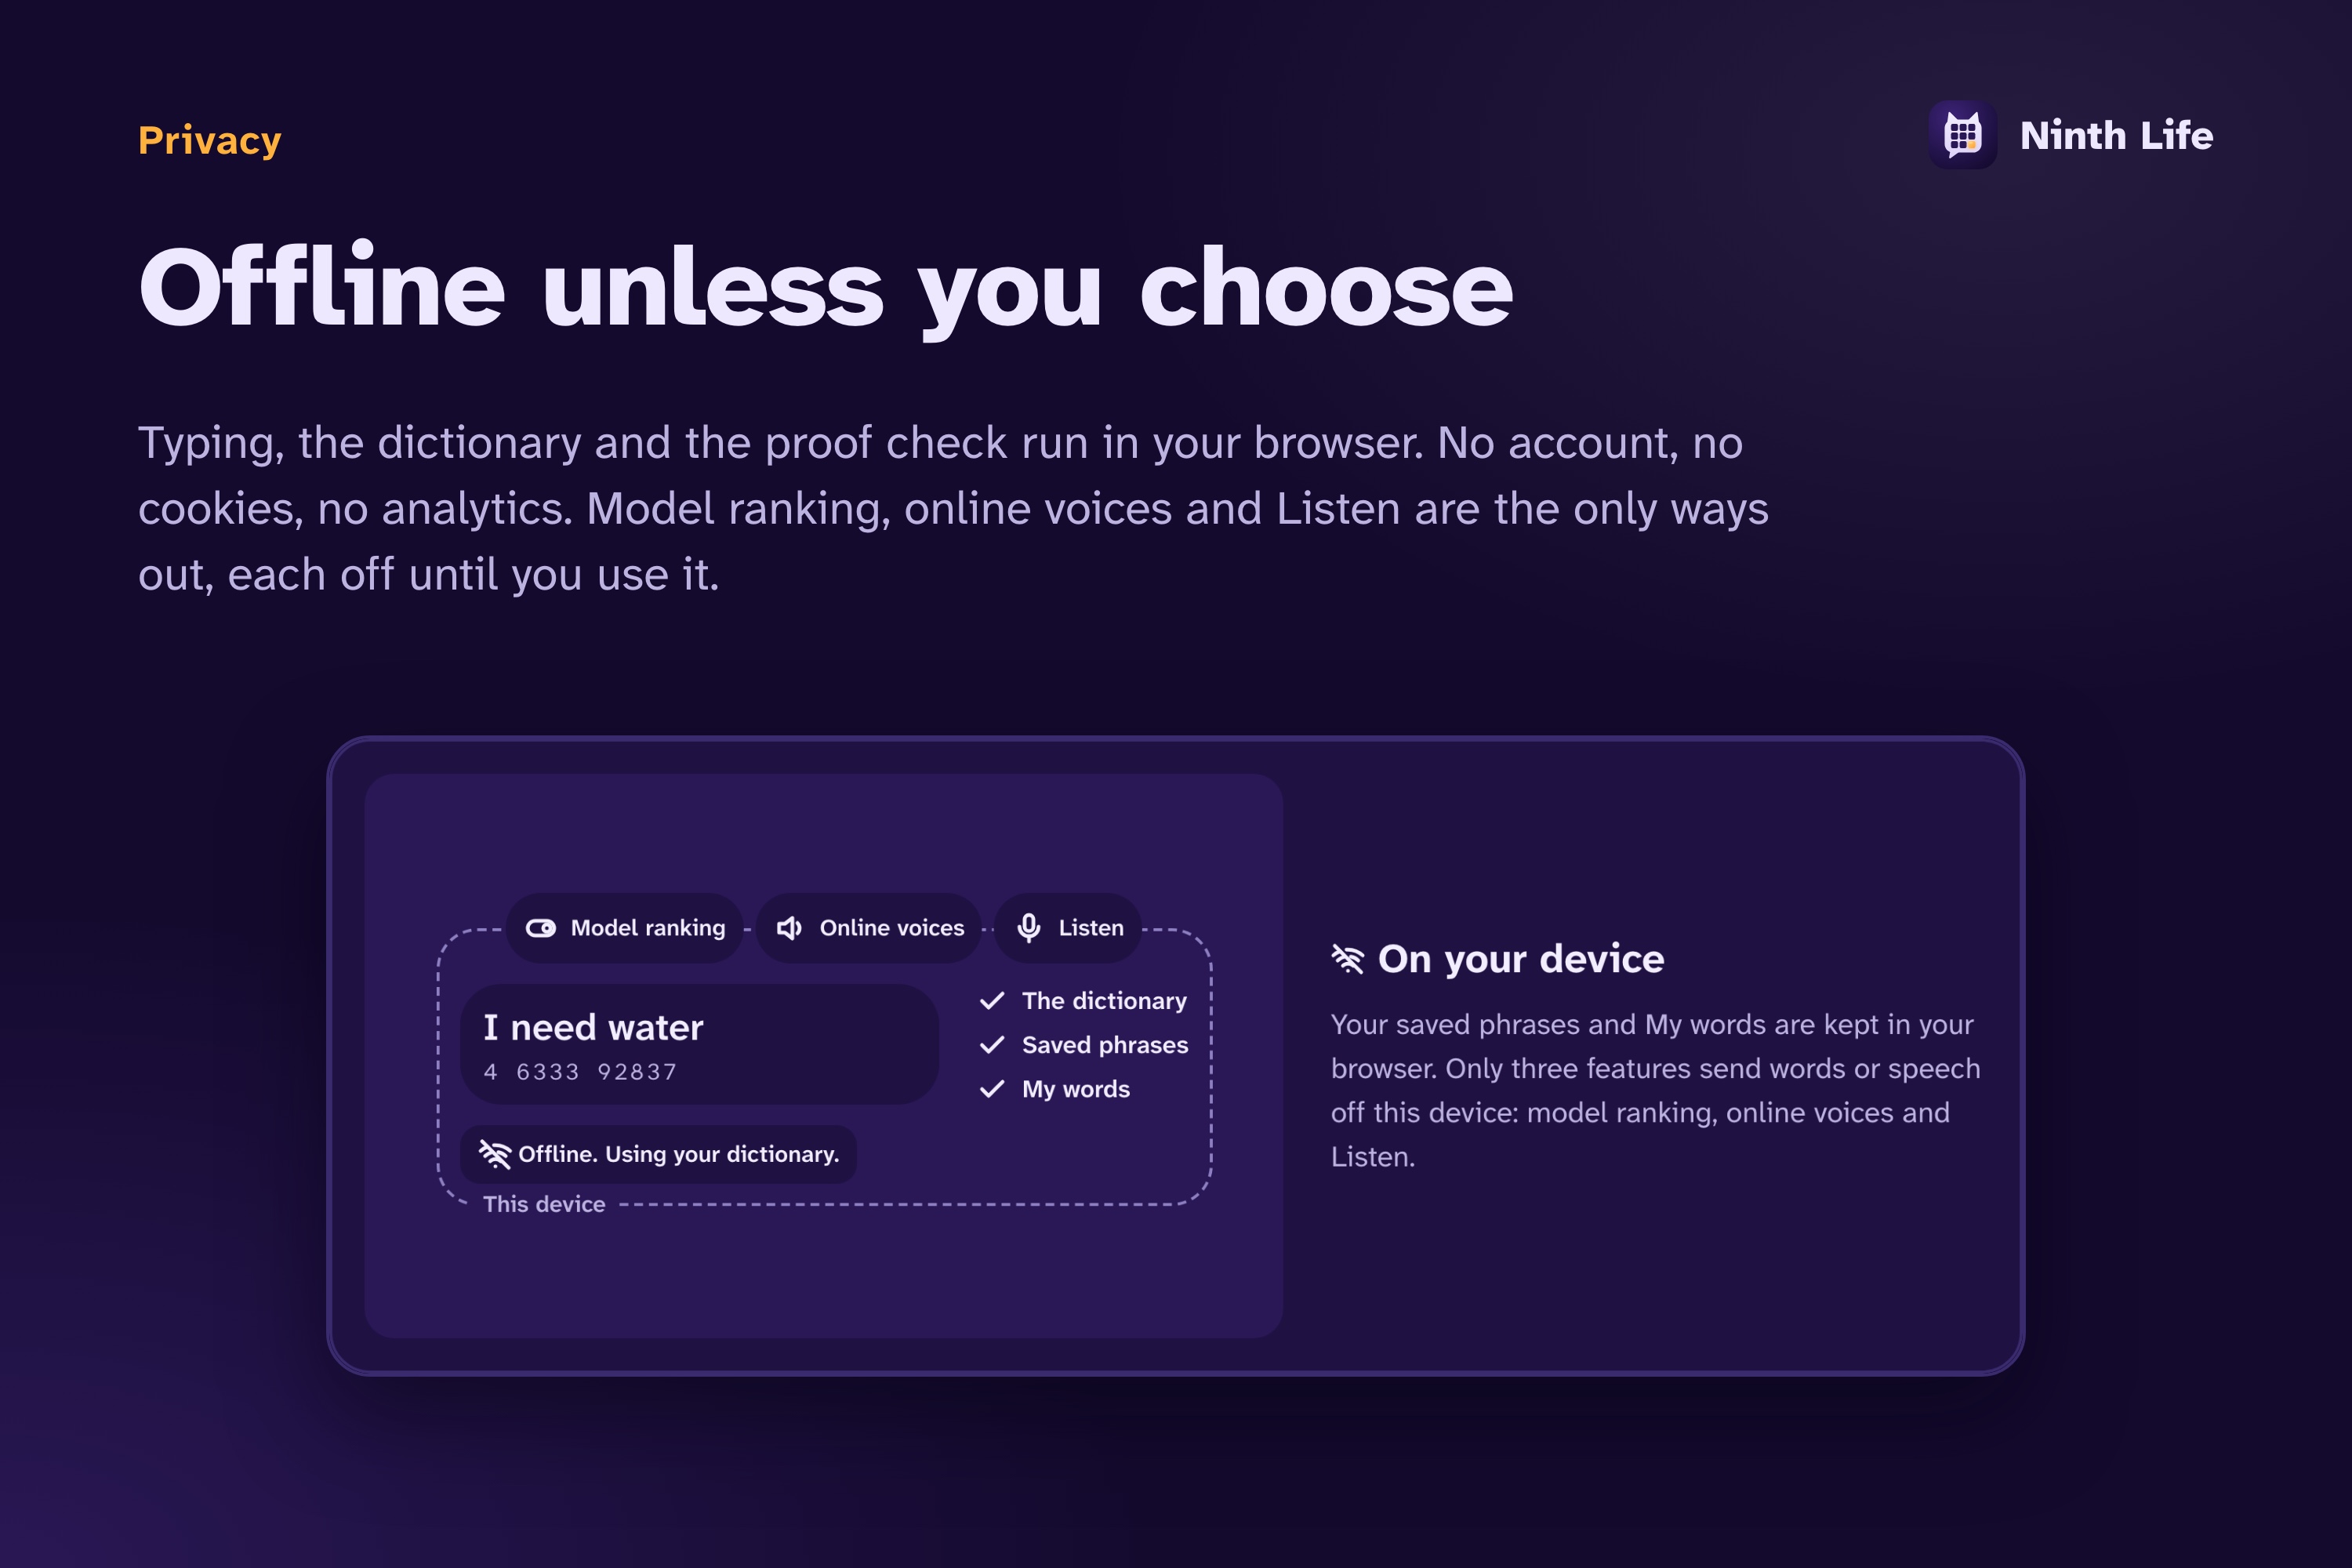 Privacy
Ninth Life
Offline unless you choose
Typing, the dictionary and the proof check run in your browser. No account, no
cookies, no analytics. Model ranking, online voices and Listen are the only ways
out, each off until you use it.
Model ranking
Online voices
Listen
I need water
4 6333 92837
The dictionary
Saved phrases
My words
Offline. Using your dictionary.
This device
On your device
Your saved phrases and My words are kept in your
browser. Only three features send words or speech
off this device: model ranking, online voices and
Listen.